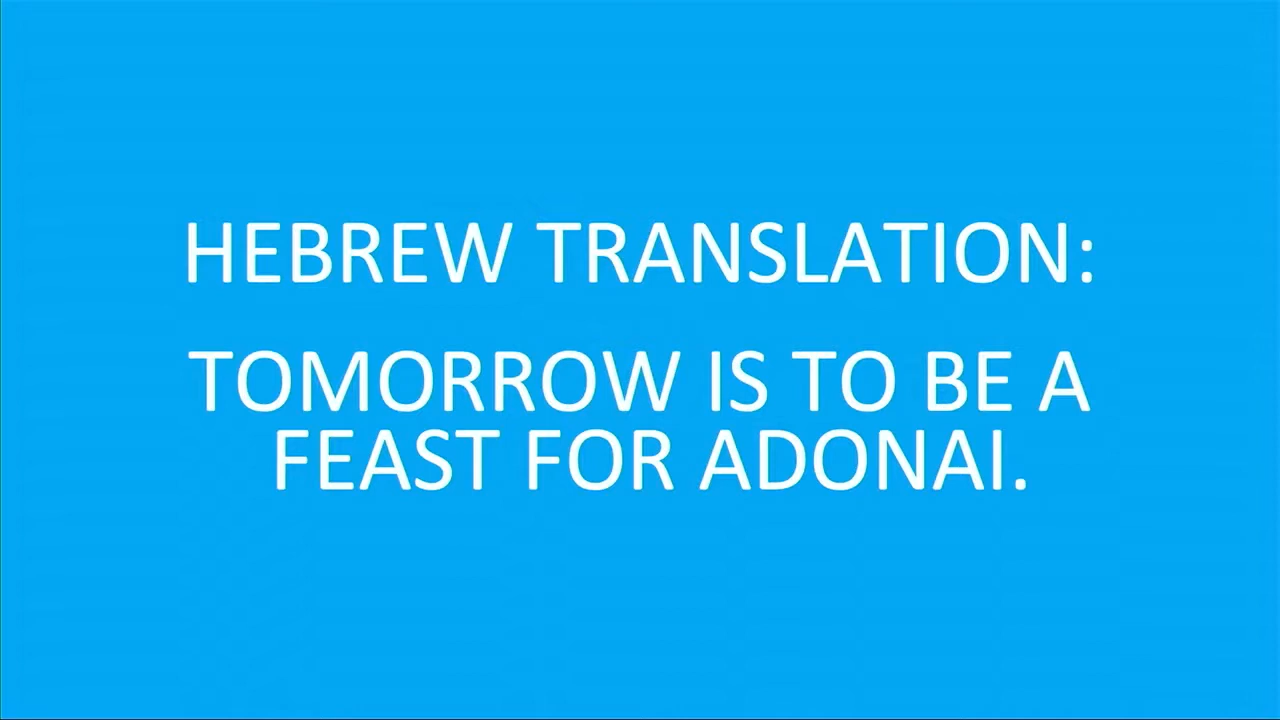 HEBREW TRANSLATION:
TOMORROW IS TO BE A
FEAST FOR ADONAI.